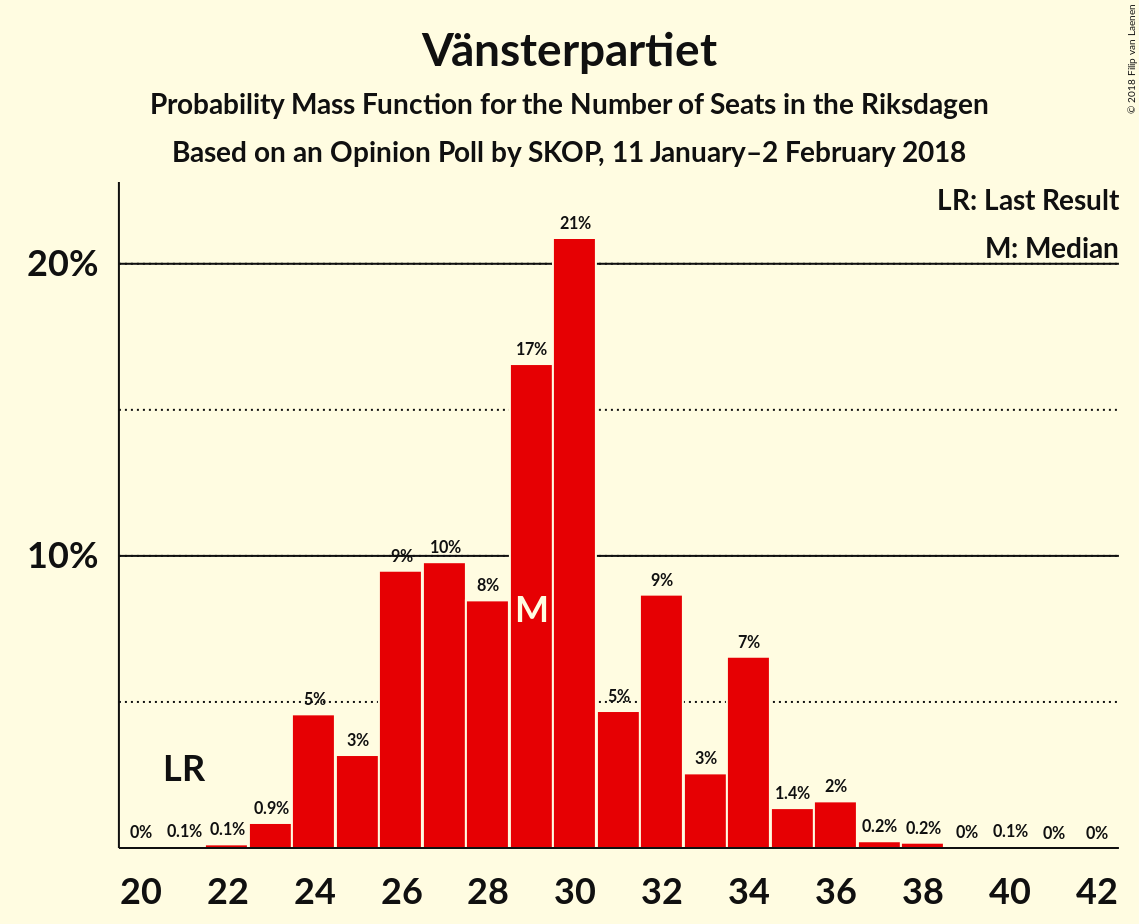 Vänsterpartiet
Probability Mass Function for the Number of Seats in the Riksdagen
Based on an Opinion Poll by SKOP, 11 January–2 February 2018
© 2018 Filip van Laenen
LR: Last Result
M: Median
20%
10%
0%
0.1%
0.1%
0.9%
5%
3%
9%
10%
8%
17%
21%
5%
9%
3%
7%
1.4%
2%
0.2%
0.2%
0%
0.1%
0%
0%
LR
M
20 22 24 26 28 30 32 34 36 38 40 42